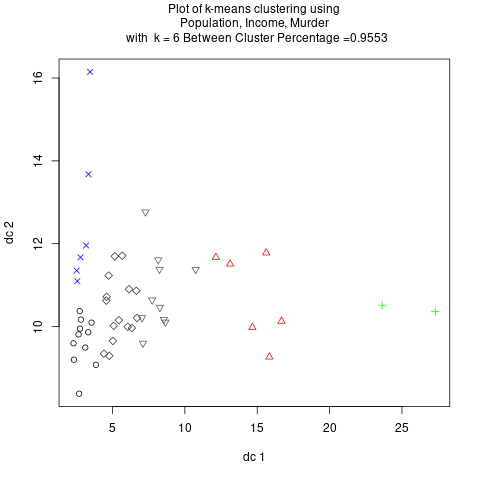 Plot of k-means clustering using
Population, Income, Murder
with k = 6 Between Cluster Percentage =0.9553
16
14
12
10
dc 2
5
10
15
20
25
dc 1